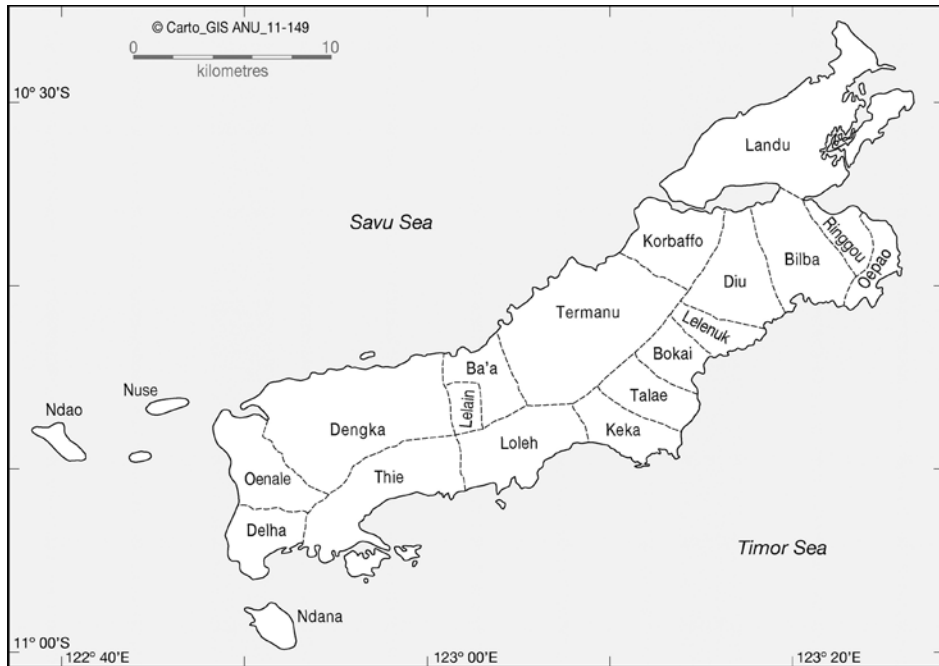 © Carto_GIS ANU_11-149
0 10
kilometres
10° 30'S
Landu
Savu Sea
Korbaffo
Ringgou
Bilba
Oepao
Diu
Termanu
Lelenuk
Bokai
Ba'a
Nuse
Talae
Ndao
Lelain
Dengka
Keka
Loleh
Oenale
Thie
Delha
Timor Sea
Ndana
11° 00'S
122° 40'E 123° 00'E 123° 20'E